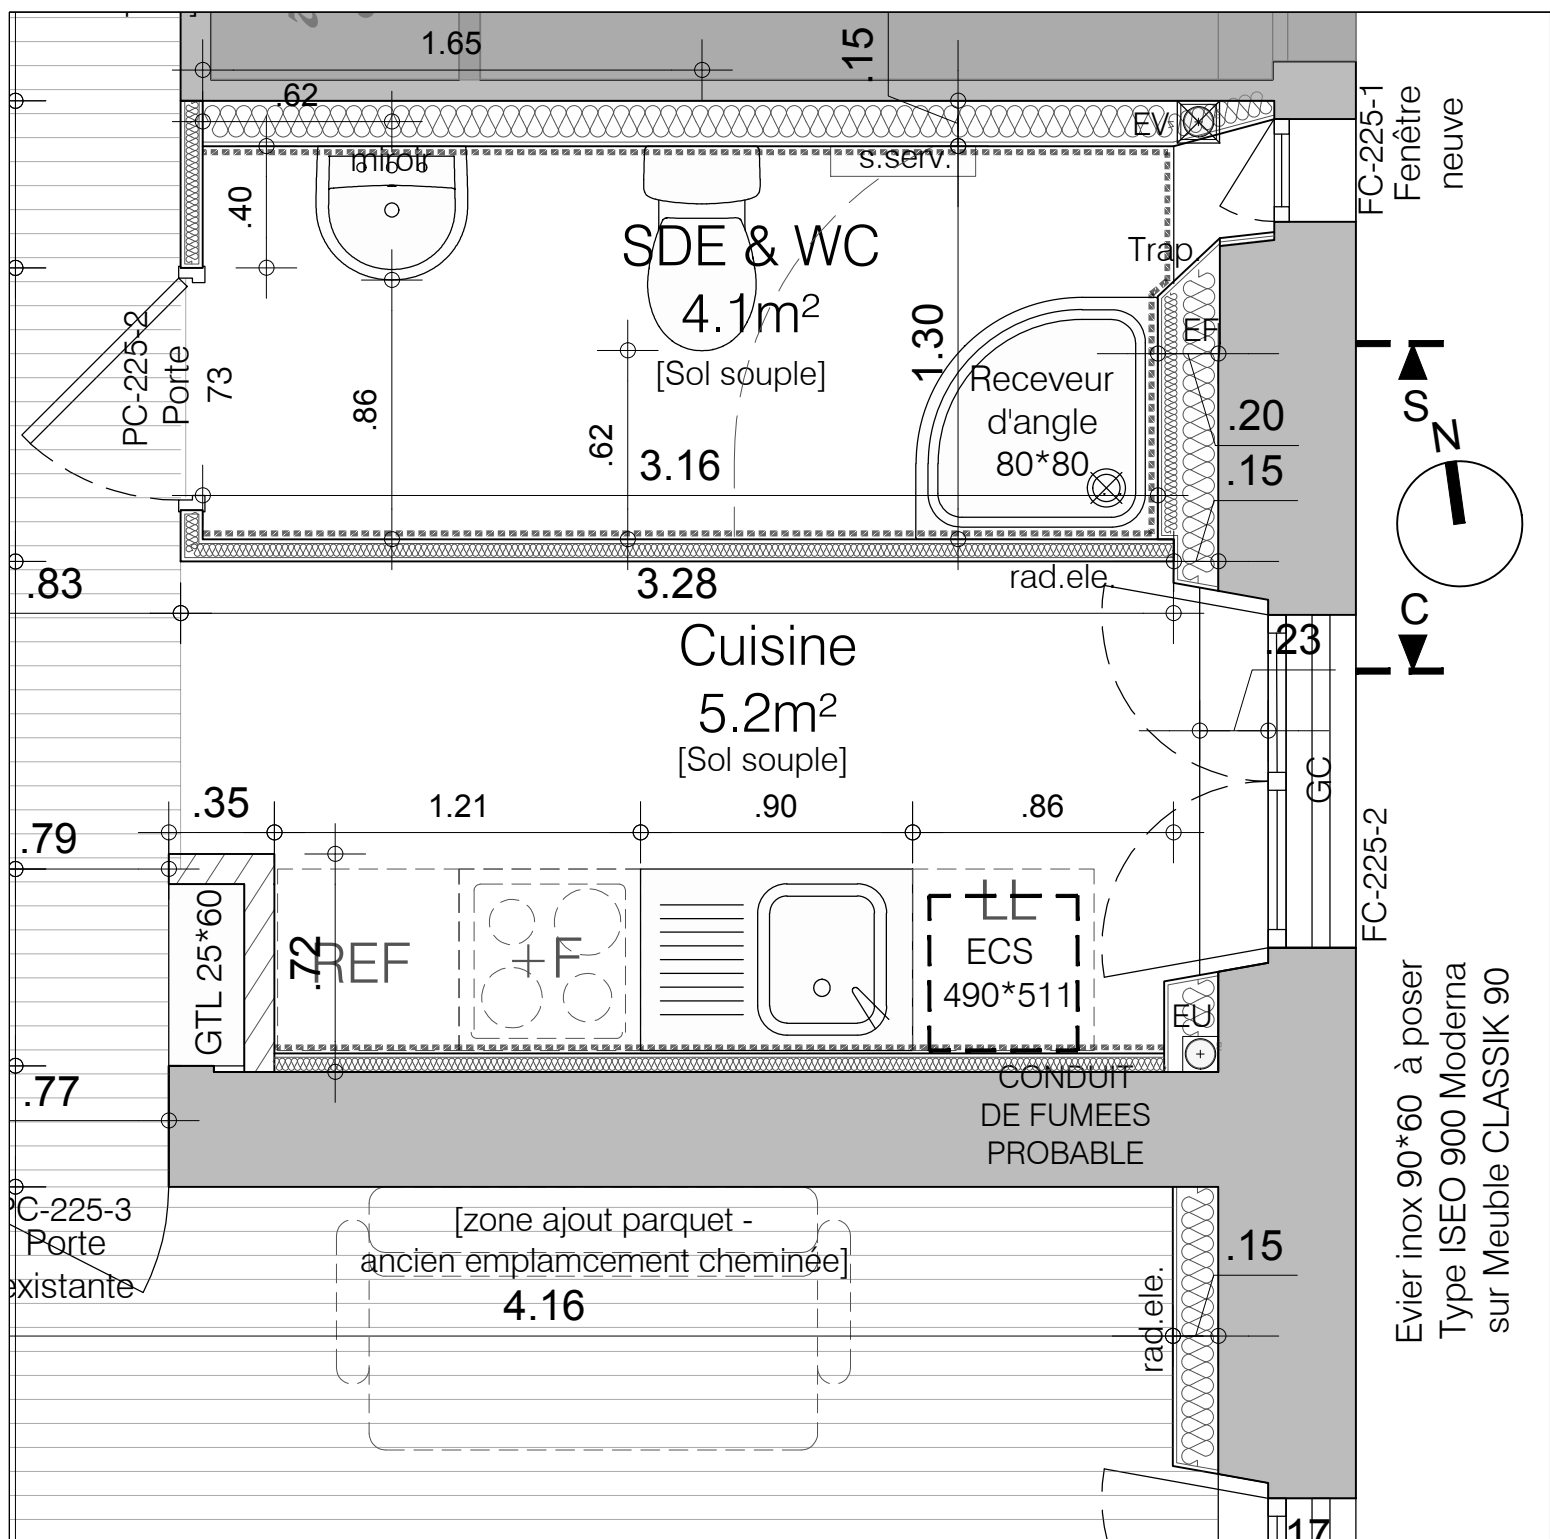 1.65
.15
.62
EV
miroir
s.serv.
.40
SDE & WC
4.1m²
[Sol souple]
Trap.
EF
1.30
PC-225-2
Porte
73
.86
.62
3.16
Receveur
d'angle
80*80
.20
.15
FC-225-1
Fenêtre
neuve
S
N
C
.83
3.28
rad.ele.
Cuisine
5.2m²
[Sol souple]
.23
GC
FC-225-2
.35
1.21
.90
.86
.79
GTL 25*60
.72
REF
+F
LL
ECS
490*511
EU
.77
CONDUIT
DE FUMEES
PROBABLE
Evier inox 90*60 à poser
Type ISEO 900 Moderna
sur Meuble CLASSIK 90
C-225-3
Porte
existante
[zone ajout parquet -
ancien emplamcement cheminée]
4.16
rad.ele.
.15
17